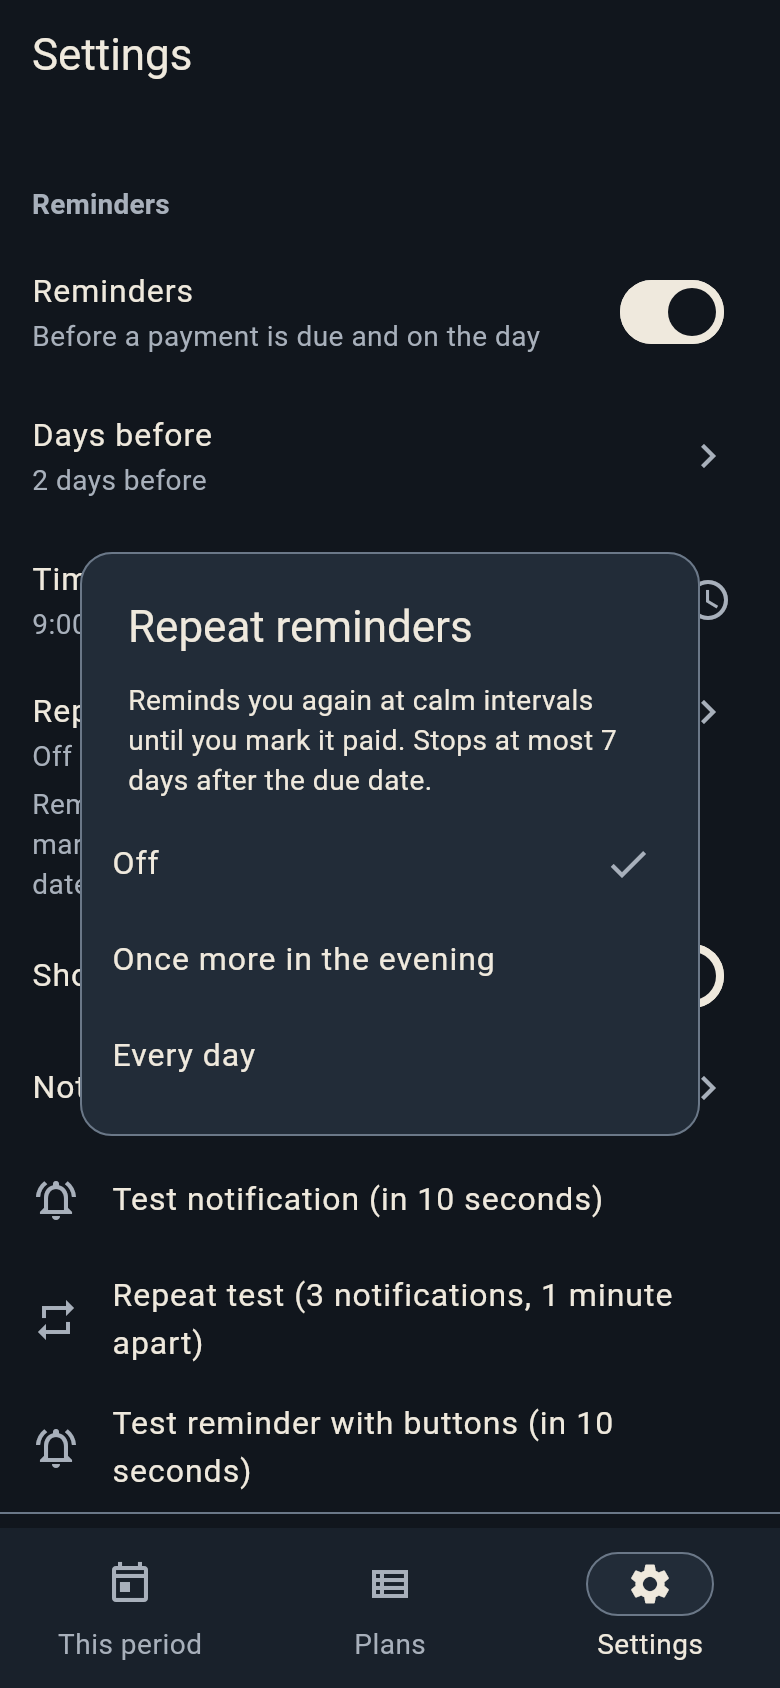 Settings
Reminders
Reminders
Before a payment is due and on the day
Days before
2 days before
9:00
Off
Repeat reminders
Reminds you again at calm intervals
until you mark it paid. Stops at most 7
days after the due date.
Off
Once more in the evening
Every day
Test notification (in 10 seconds)
Repeat test (3 notifications, 1 minute
apart)
Test reminder with buttons (in 10
seconds)
This period
Plans
Settings